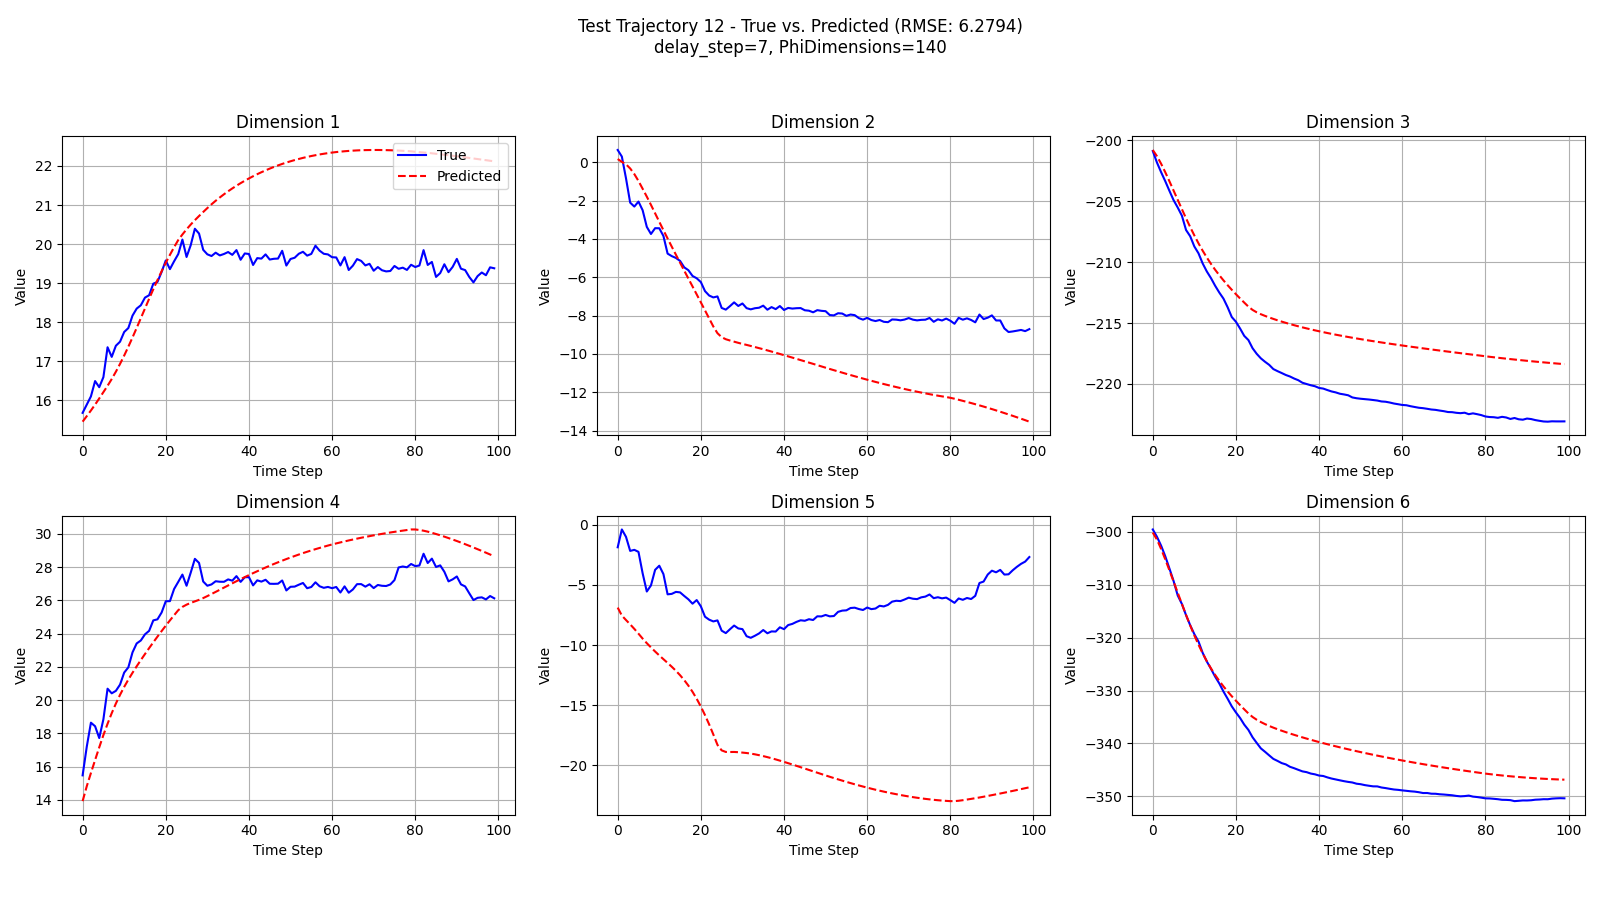 Test Trajectory 12 - True vs. Predicted (RMSE: 6.2794)
delay_step=7, PhiDimensions=140
Dimension 1
22
21
20
19
18
17
16
0 20 40 60 80 100
Value
Time Step
True
Predicted
Dimension 2
0
−2
−4
−6
−8
−10
−12
−14
0 20 40 60 80 100
Value
Time Step
Dimension 3
−200
−205
−210
−215
−220
0 20 40 60 80 100
Value
Time Step
Dimension 4
30
28
26
24
22
20
18
16
14
0 20 40 60 80 100
Value
Time Step
Dimension 5
0
−5
−10
−15
−20
0 20 40 60 80 100
Value
Time Step
Dimension 6
−300
−310
−320
−330
−340
−350
0 20 40 60 80 100
Value
Time Step